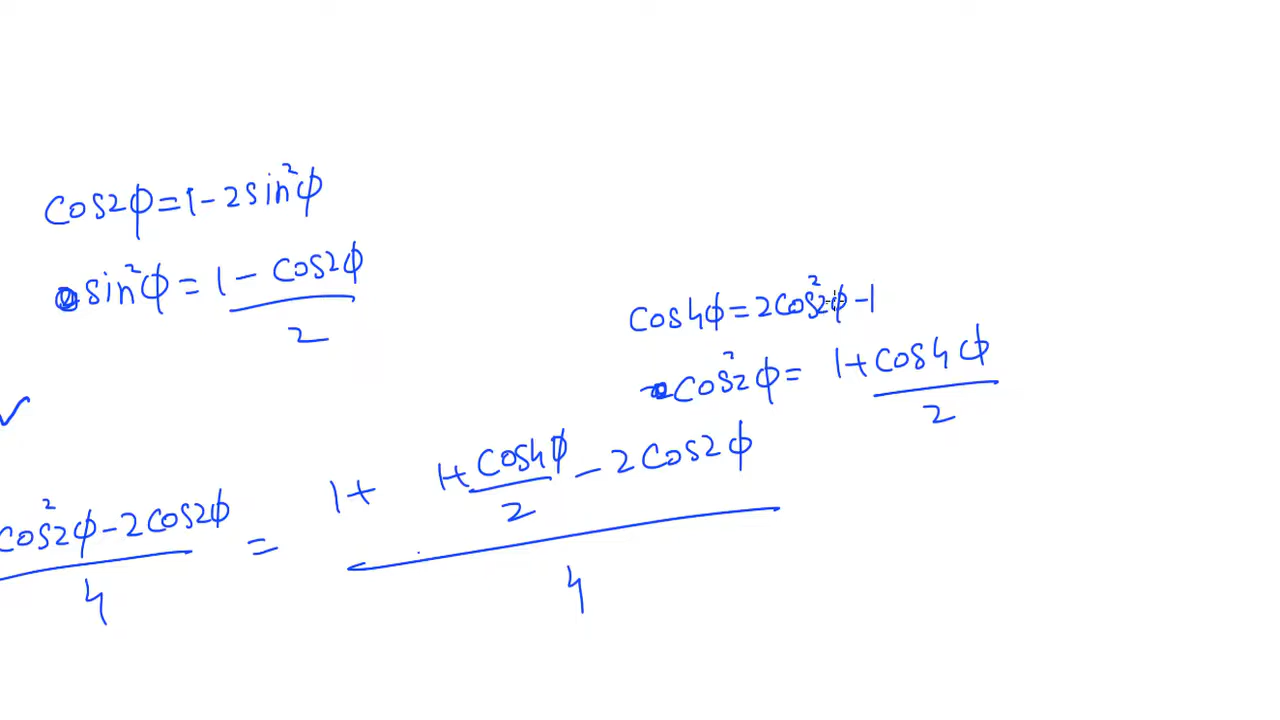 cos2φ=1-2sin²φ
sin²φ = 1 - cos2φ
2
cos4φ=2cos²2φ-1
cos²2φ= 1+cos4φ
2
✓
cos²2φ-2cos2φ
4
=
1+ 1+cos4φ/2 - 2cos2φ
4